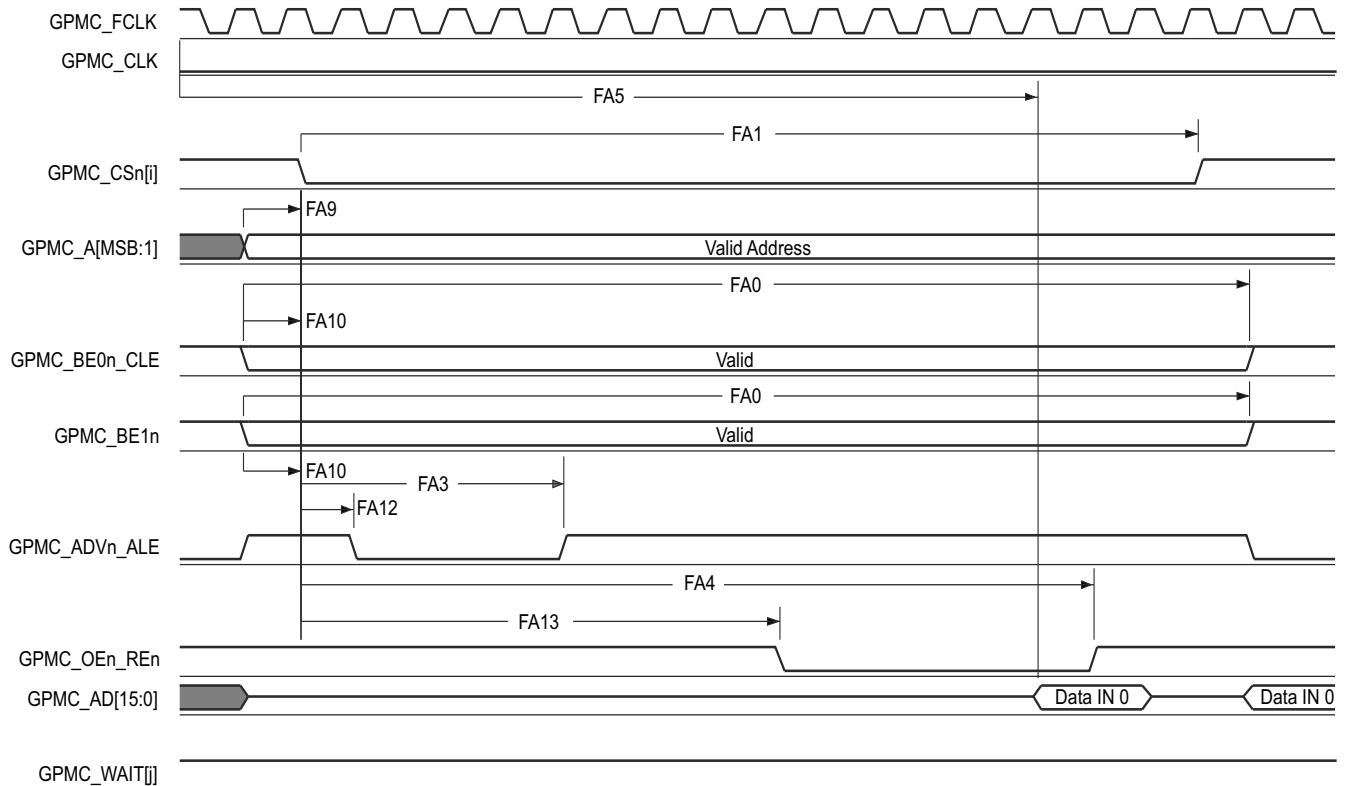 GPMC_FCLK
GPMC_CLK
FA5
FA1
GPMC_CSn[i]
FA9
GPMC_A[MSB:1]
Valid Address
FA0
FA10
GPMC_BE0n_CLE
Valid
FA0
GPMC_BE1n
Valid
FA10
FA3
FA12
GPMC_ADVn_ALE
FA4
FA13
GPMC_OEn_REn
GPMC_AD[15:0]
Data IN 0
Data IN 0
GPMC_WAIT[j]